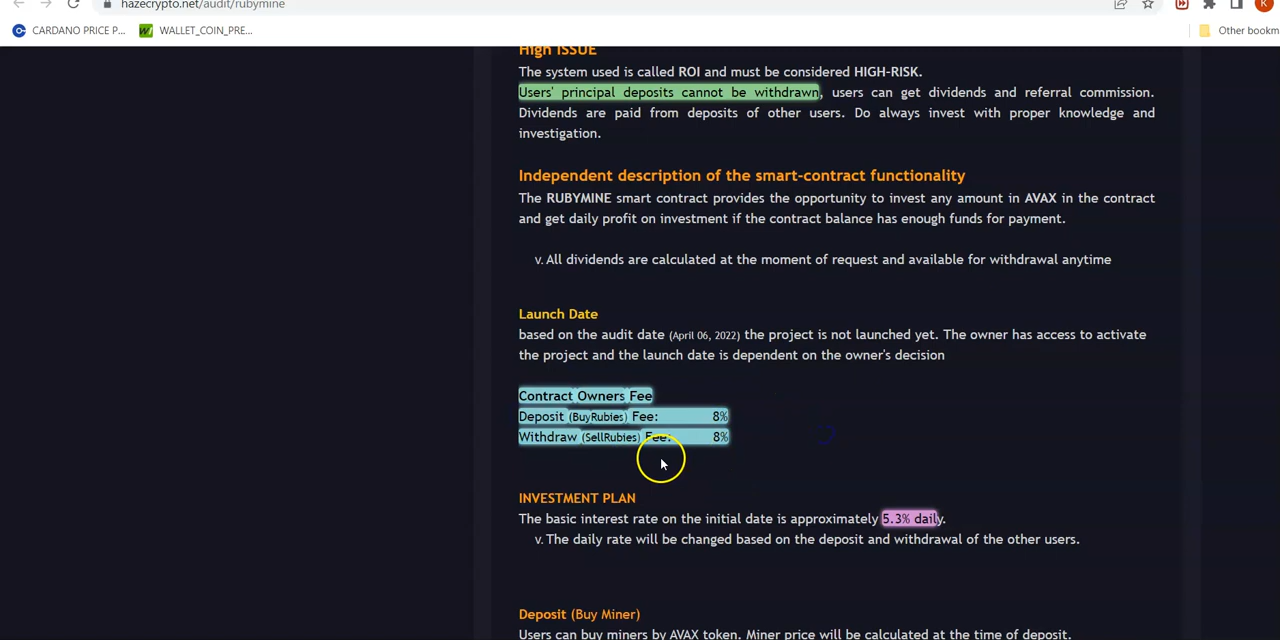 hazecrypto.net/audit/rubymine
K
CARDANO PRICE P...
WALLET_COIN_PRE...
Other bookm
High ISSUE
The system used is called ROI and must be considered HIGH-RISK.
Users' principal deposits cannot be withdrawn, users can get dividends and referral commission.
Dividends are paid from deposits of other users. Do always invest with proper knowledge and
investigation.
Independent description of the smart-contract functionality
The RUBYMINE smart contract provides the opportunity to invest any amount in AVAX in the contract
and get daily profit on investment if the contract balance has enough funds for payment.
v. All dividends are calculated at the moment of request and available for withdrawal anytime
Launch Date
based on the audit date (April 06, 2022) the project is not launched yet. The owner has access to activate
the project and the launch date is dependent on the owner's decision
Contract Owners Fee
Deposit (BuyRubies) Fee: 8%
Withdraw (SellRubies) Fee: 8%
INVESTMENT PLAN
The basic interest rate on the initial date is approximately 5.3% daily.
v. The daily rate will be changed based on the deposit and withdrawal of the other users.
Deposit (Buy Miner)
Users can buy miners by AVAX token. Miner price will be calculated at the time of deposit.